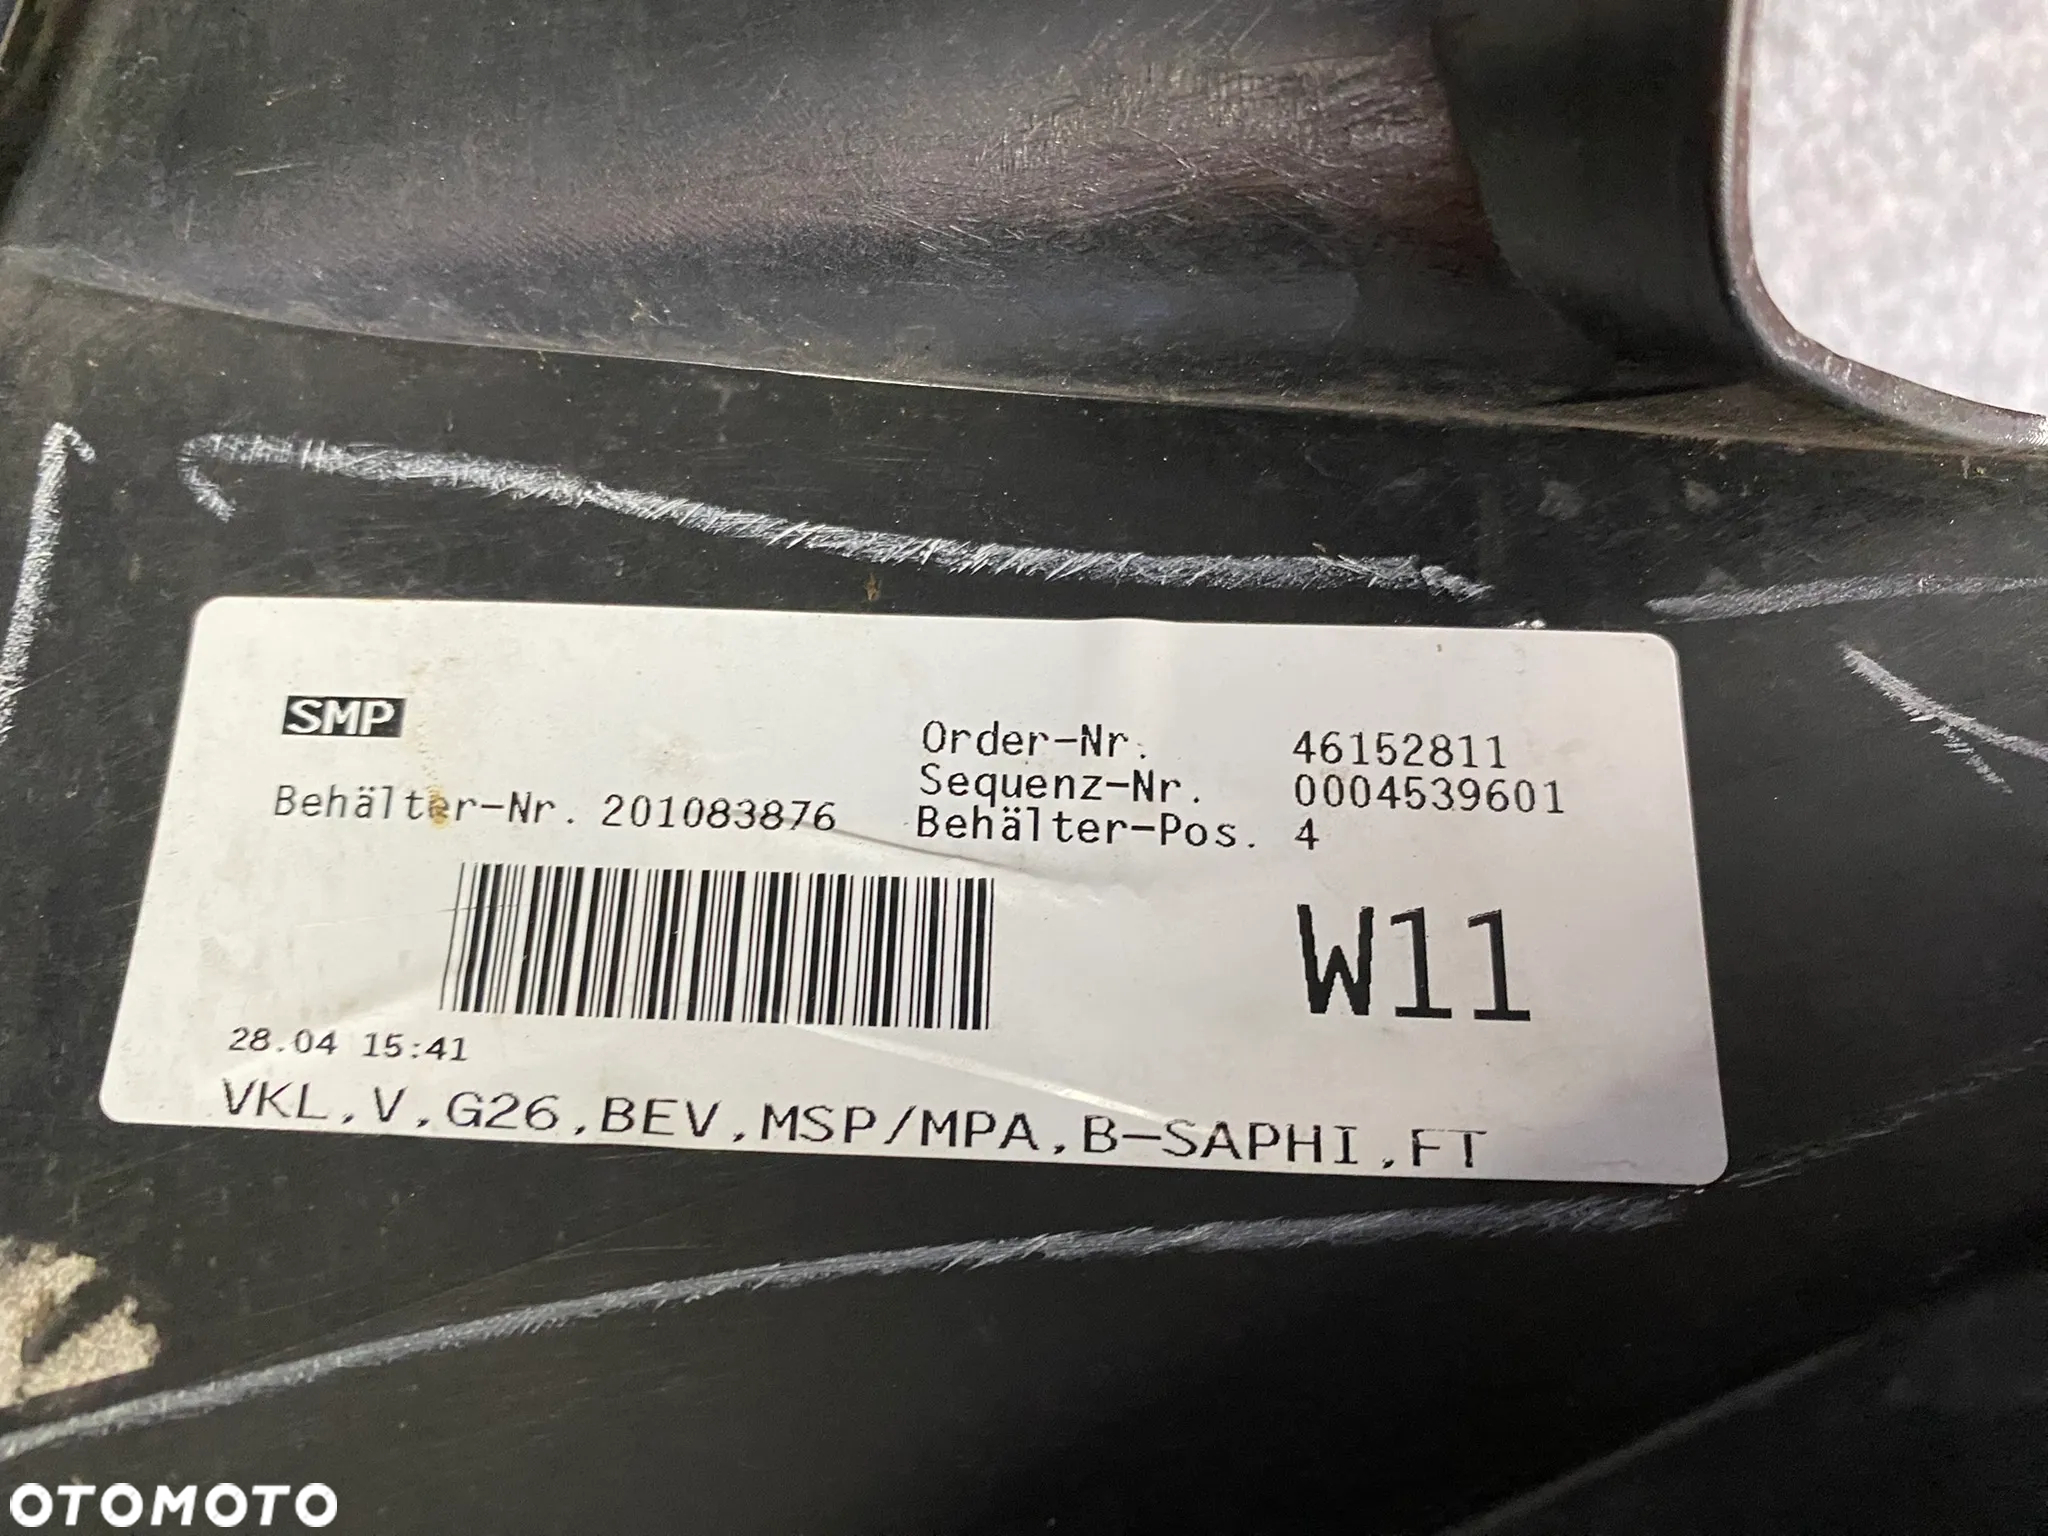 SMP
Order-Nr. 46152811
Sequenz-Nr. 0004539601
Behälter-Nr. 201083876
Behälter-Pos. 4
W11
28.04 15:41
VKL,V,G26,BEV,MSP/MPA,B-SAPHI,FT
OTOMOTO